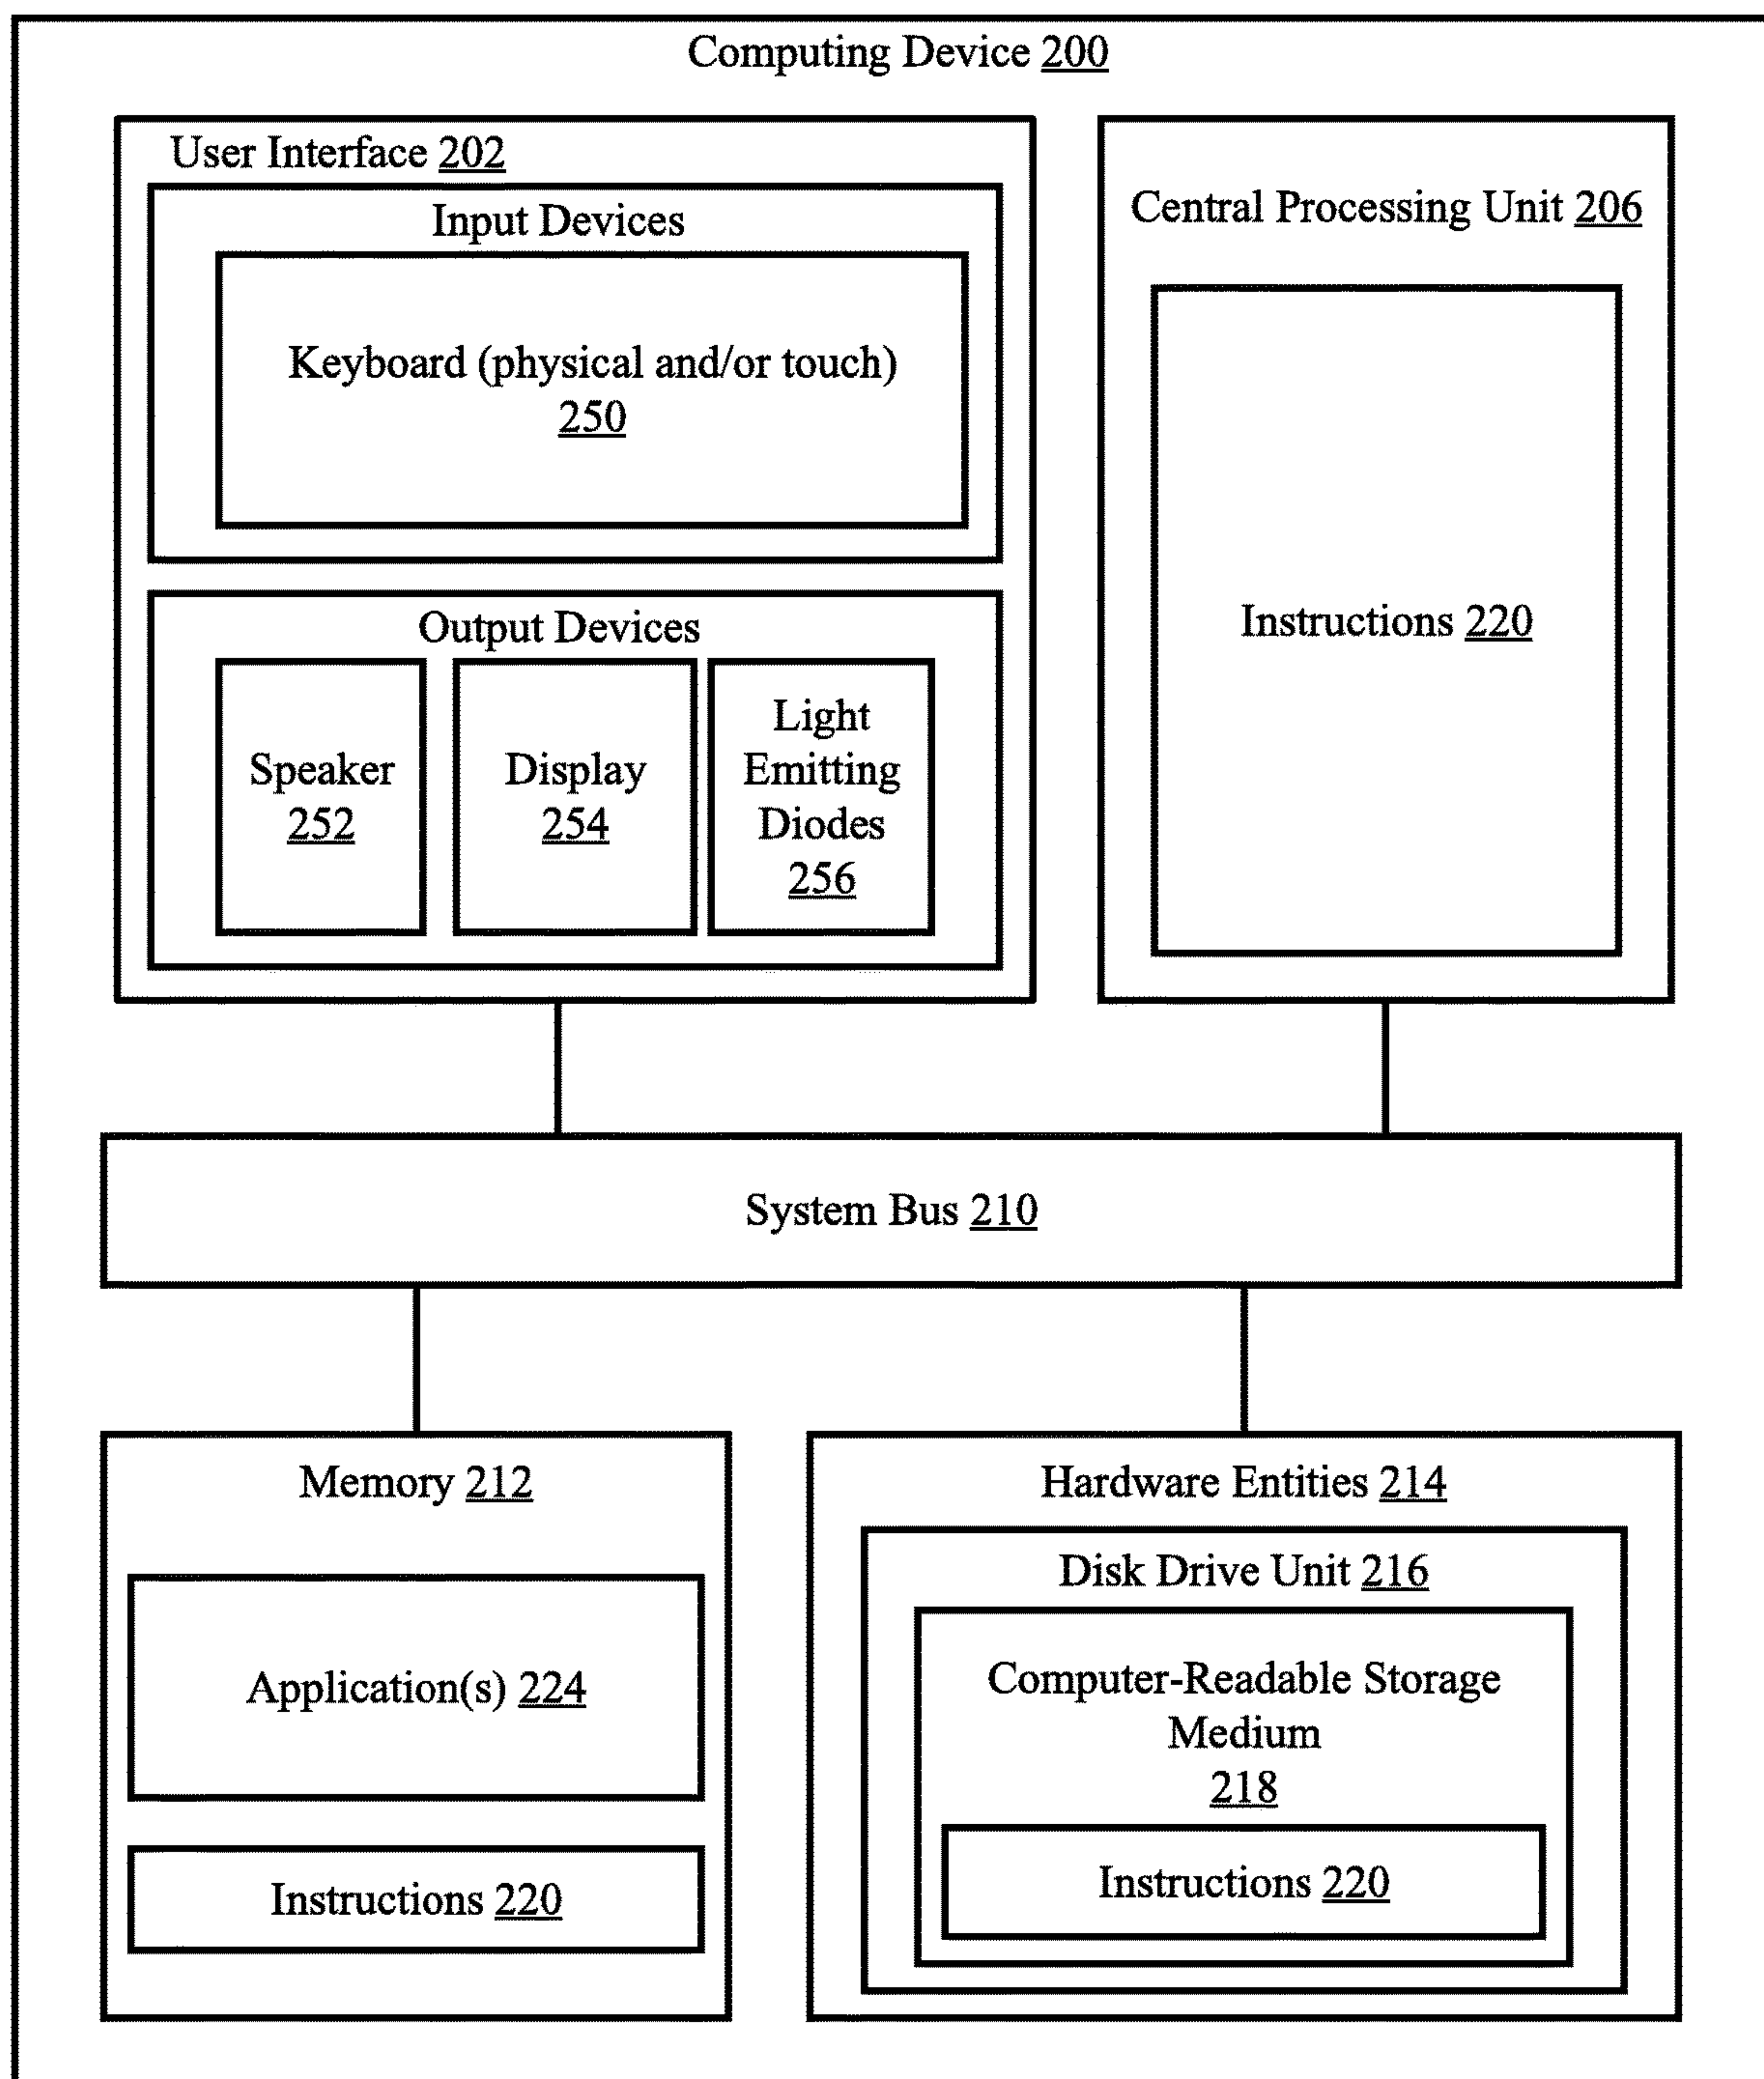 Computing Device 200
User Interface 202
Input Devices
Keyboard (physical and/or touch)
250
Output Devices
Speaker
252
Display
254
Light
Emitting
Diodes
256
Central Processing Unit 206
Instructions 220
System Bus 210
Memory 212
Application(s) 224
Instructions 220
Hardware Entities 214
Disk Drive Unit 216
Computer-Readable Storage
Medium
218
Instructions 220